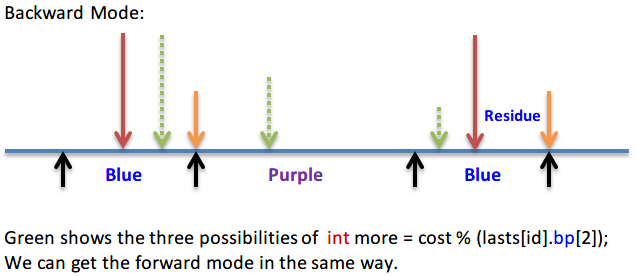 Backward Mode:
Residue
Blue
Purple
Blue
Green shows the three possibilities of int more = cost % (lasts[id].bp[2]);
We can get the forward mode in the same way.